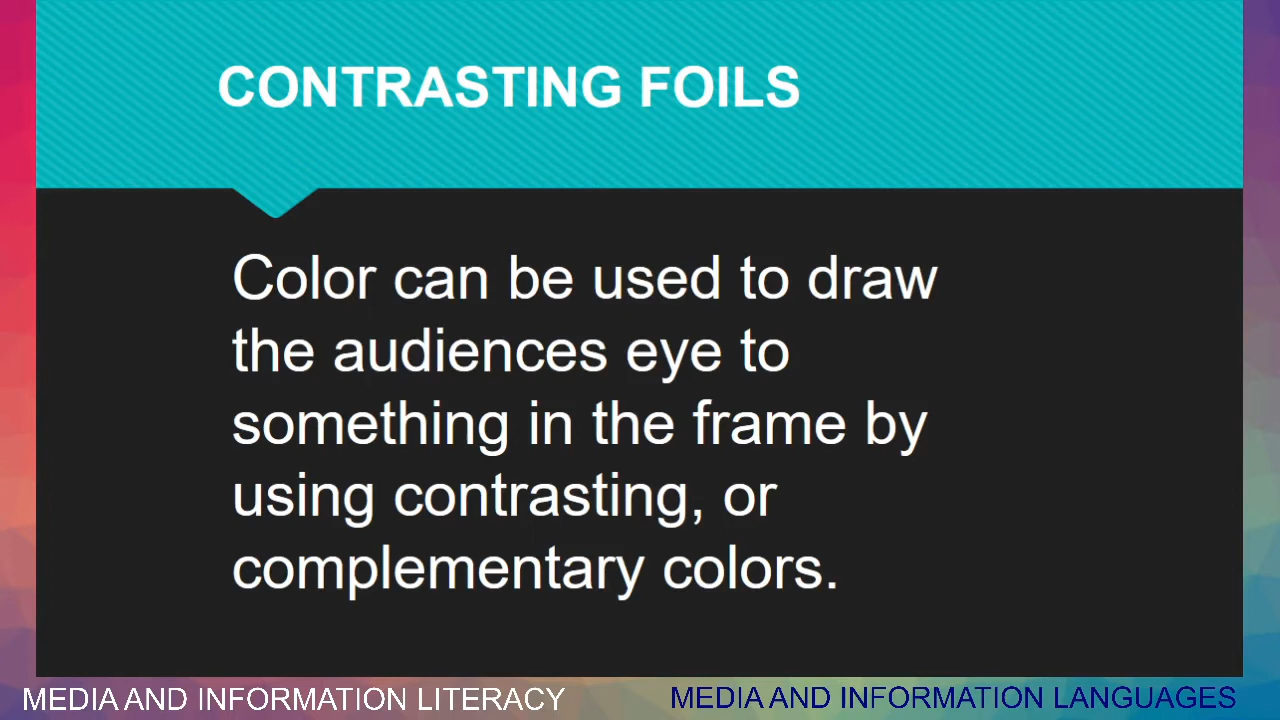 CONTRASTING FOILS
Color can be used to draw
the audiences eye to
something in the frame by
using contrasting, or
complementary colors.
MEDIA AND INFORMATION LITERACY
MEDIA AND INFORMATION LANGUAGES